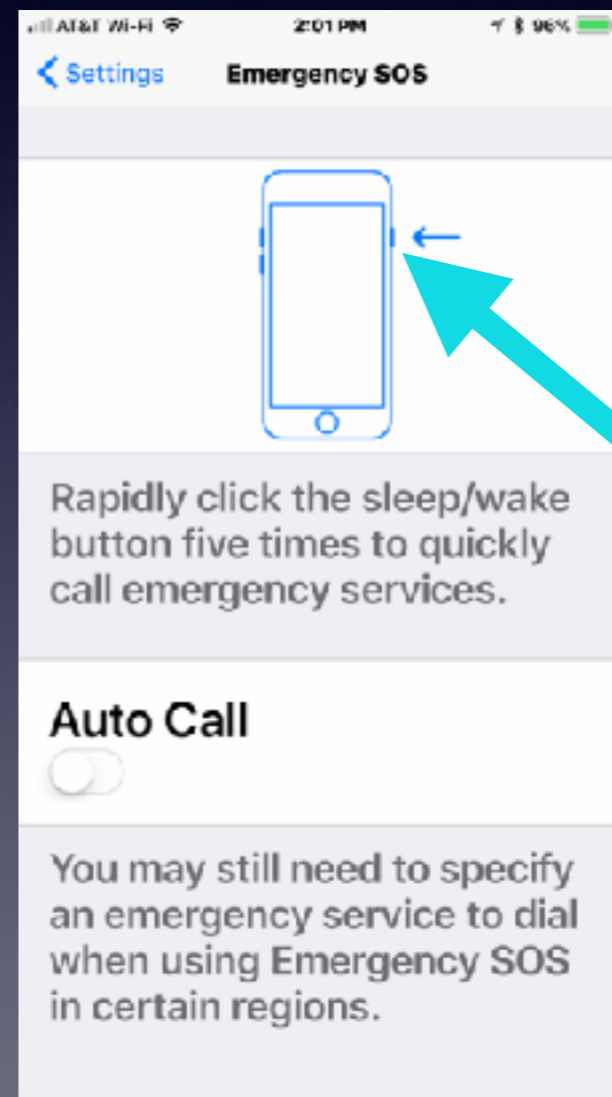 AT&T Wi-Fi 2:01 PM 96%
Settings Emergency SOS
Rapidly click the sleep/wake
button five times to quickly
call emergency services.
Auto Call
You may still need to specify
an emergency service to dial
when using Emergency SOS
in certain regions.